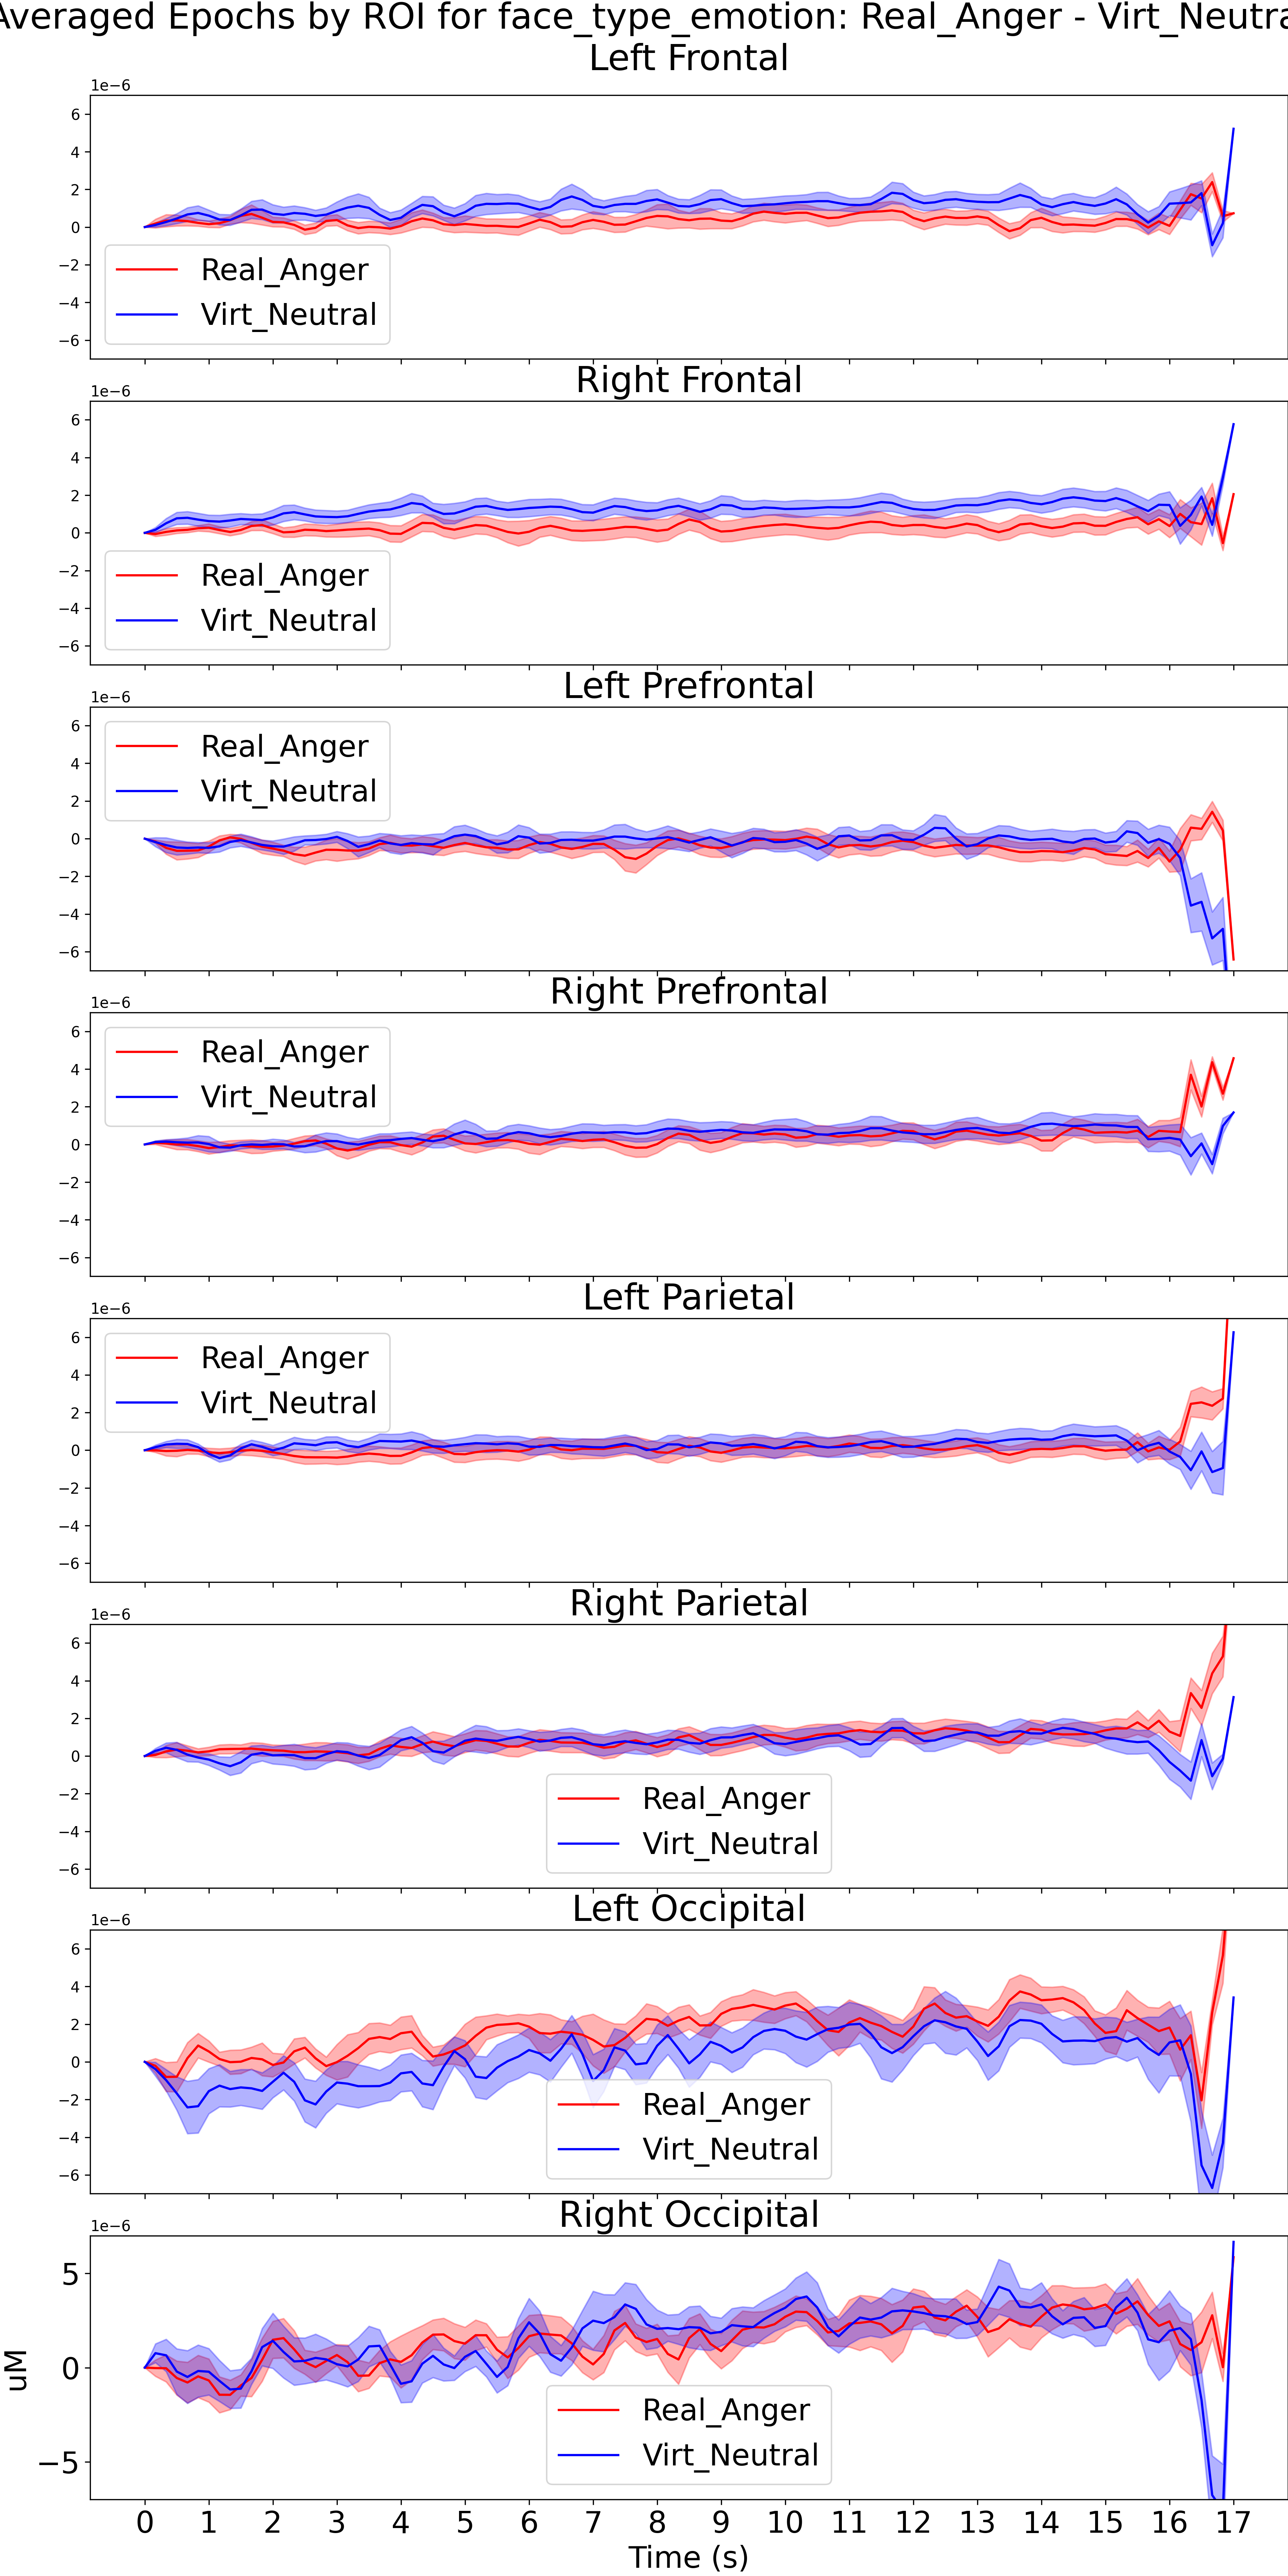 Averaged Epochs by ROI for face_type_emotion: Real_Anger - Virt_Neutra
Left Frontal
1e−6
6
4
2
0
−2
−4
−6
Real_Anger
Virt_Neutral
Right Frontal
1e−6
6
4
2
0
−2
−4
−6
Real_Anger
Virt_Neutral
Left Prefrontal
1e−6
6
4
2
0
−2
−4
−6
Real_Anger
Virt_Neutral
Right Prefrontal
1e−6
6
4
2
0
−2
−4
−6
Real_Anger
Virt_Neutral
Left Parietal
1e−6
6
4
2
0
−2
−4
−6
Real_Anger
Virt_Neutral
Right Parietal
1e−6
6
4
2
0
−2
−4
−6
Real_Anger
Virt_Neutral
Left Occipital
1e−6
6
4
2
0
−2
−4
−6
Real_Anger
Virt_Neutral
Right Occipital
1e−6
5
0
−5
uM
Real_Anger
Virt_Neutral
0 1 2 3 4 5 6 7 8 9 10 11 12 13 14 15 16 17
Time (s)